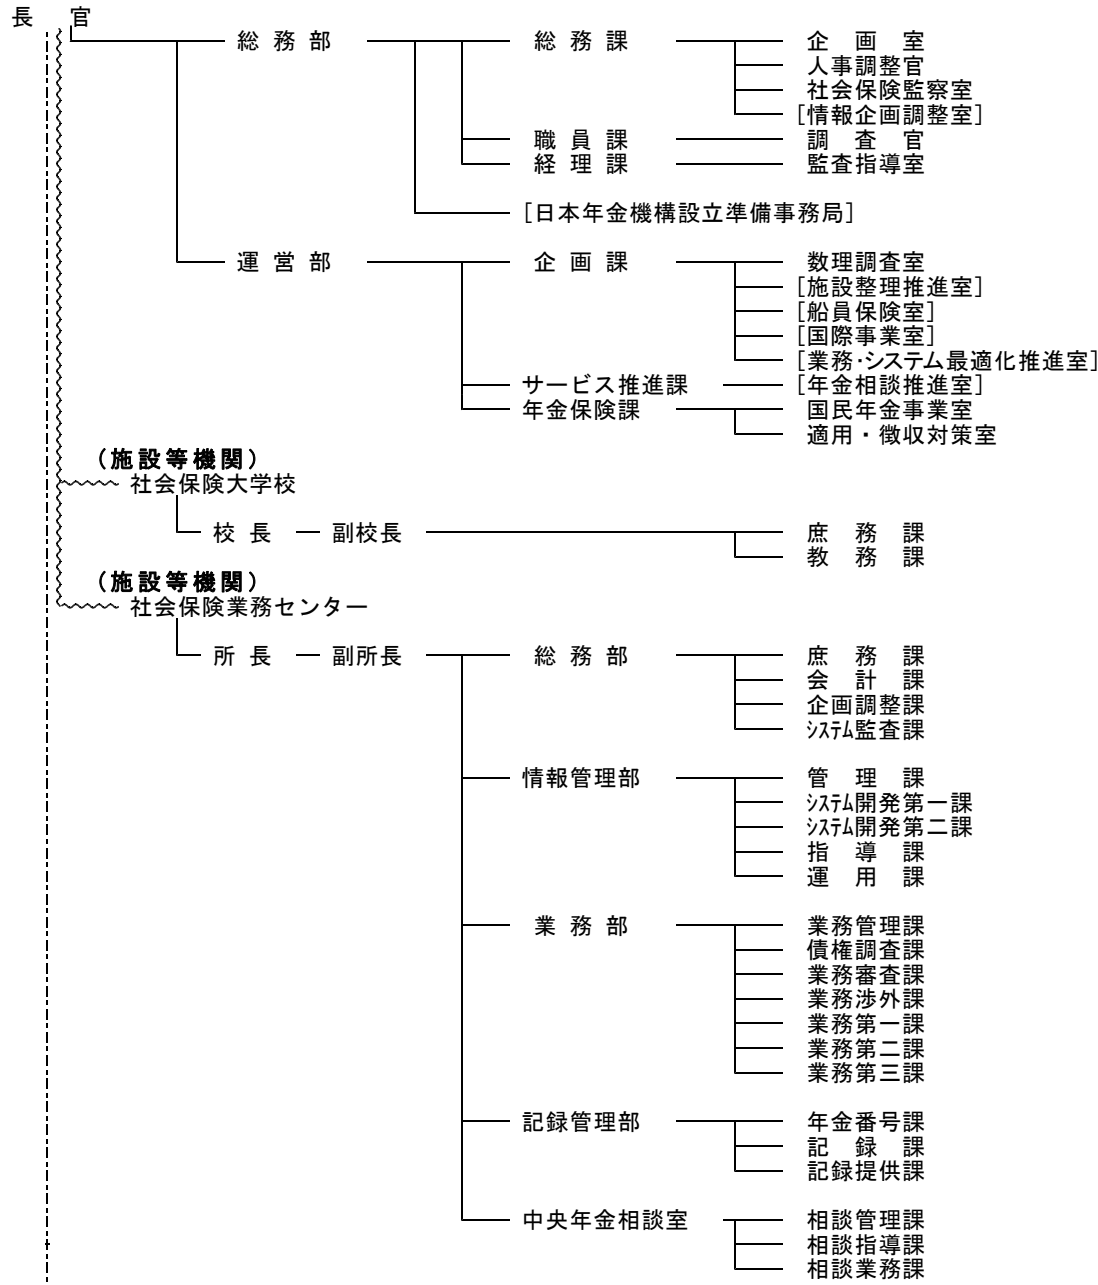 長　官
総 務 部　総 務 課　企　画　室
人事調整官
社会保険監察室
[情報企画調整室]
職 員 課　調　査　官
経 理 課　監査指導室
[日本年金機構設立準備事務局]
運 営 部　企 画 課　数理調査室
[施設整理推進室]
[船員保険室]
[国際事業室]
[業務･システム最適化推進室]
サービス推進課　[年金相談推進室]
年金保険課　国民年金事業室
適用・徴収対策室
（施設等機関）
社会保険大学校
校 長　副校長　庶　務　課
教　務　課
（施設等機関）
社会保険業務センター
所 長　副所長　総 務 部　庶　務　課
会　計　課
企画調整課
ｼｽﾃﾑ監査課
情報管理部　管　理　課
ｼｽﾃﾑ開発第一課
ｼｽﾃﾑ開発第二課
指　導　課
運　用　課
業 務 部　業務管理課
債権調査課
業務審査課
業務渉外課
業務第一課
業務第二課
業務第三課
記録管理部　年金番号課
記　録　課
記録提供課
中央年金相談室　相談管理課
相談指導課
相談業務課